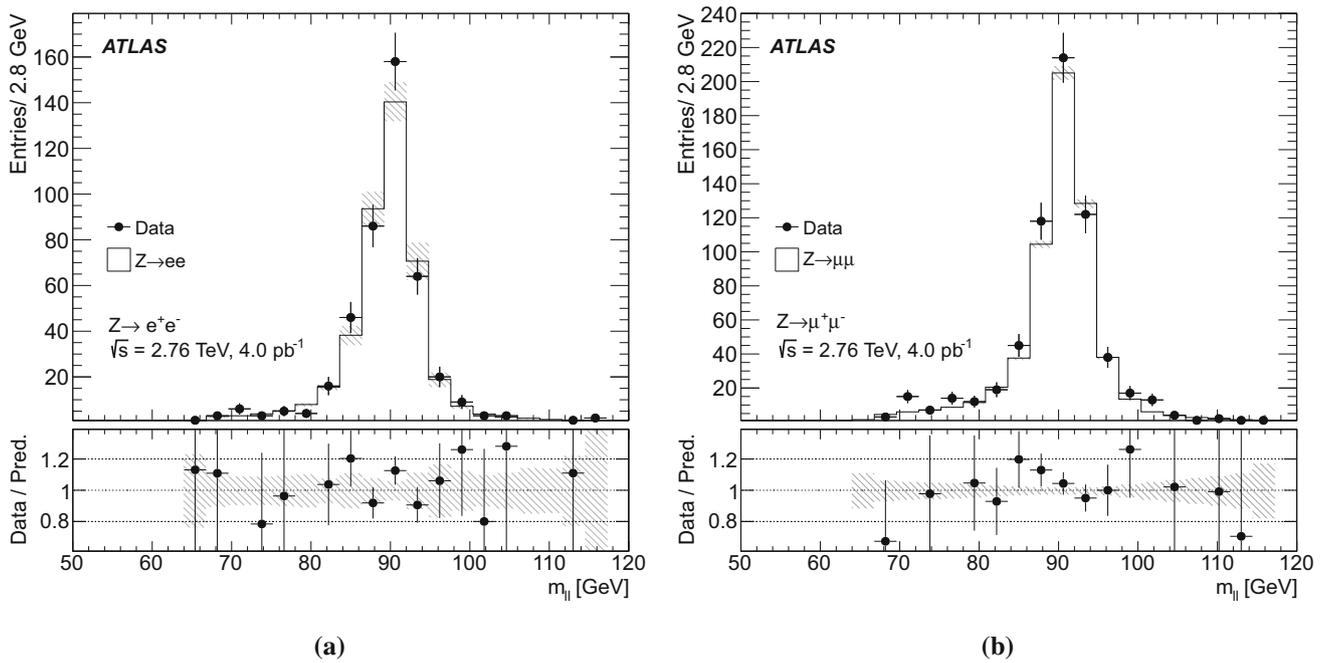 Entries/ 2.8 GeV
ATLAS
160
140
120
100
80
60
40
20
Data
Z→ee
Z→ e⁺e⁻
√s = 2.76 TeV, 4.0 pb⁻¹
Data / Pred.
1.2
1
0.8
50 60 70 80 90 100 110 120
m_ll [GeV]
(a)
Entries/ 2.8 GeV
ATLAS
240
220
200
180
160
140
120
100
80
60
40
20
Data
Z→μμ
Z→μ⁺μ⁻
√s = 2.76 TeV, 4.0 pb⁻¹
Data / Pred.
1.2
1
0.8
50 60 70 80 90 100 110 120
m_ll [GeV]
(b)